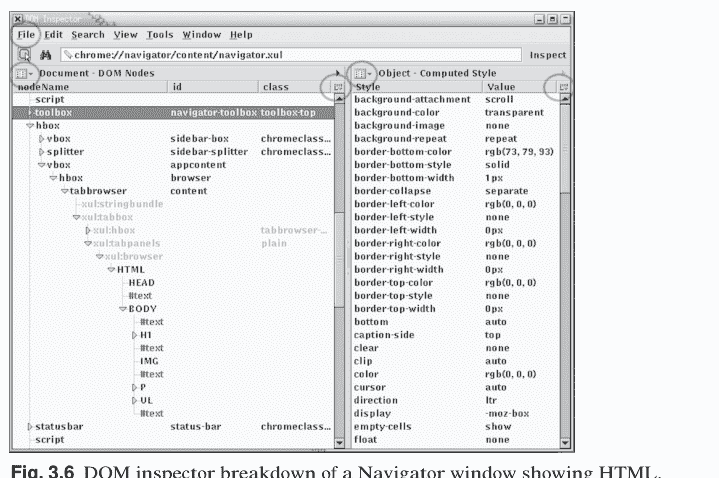 DOM Inspector
File Edit Search View Tools Window Help
chrome://navigator/content/navigator.xul Inspect
Document - DOM Nodes
nodeName id class
script
toolbox navigator-toolbox toolbox-top
hbox
vbox sidebar-box chromeclass...
splitter sidebar-splitter chromeclass...
vbox appcontent
hbox browser
tabbrowser content
xul:stringbundle
xul:tabbox
xul:hbox tabbrowser-...
xul:tabpanels plain
xul:browser
HTML
HEAD
#text
BODY
#text
H1
#text
IMG
#text
P
UL
#text
statusbar status-bar chromeclass...
script
Object - Computed Style
Style Value
background-attachment scroll
background-color transparent
background-image none
background-repeat repeat
border-bottom-color rgb(73, 79, 93)
border-bottom-style solid
border-bottom-width 1px
border-collapse separate
border-left-color rgb(0, 0, 0)
border-left-style none
border-left-width 0px
border-right-color rgb(0, 0, 0)
border-right-style none
border-right-width 0px
border-top-color rgb(0, 0, 0)
border-top-style none
border-top-width 0px
bottom auto
caption-side top
clear none
clip auto
color rgb(0, 0, 0)
cursor auto
direction ltr
display -moz-box
empty-cells show
float none
Fig. 3.6 DOM inspector breakdown of a Navigator window showing HTML.